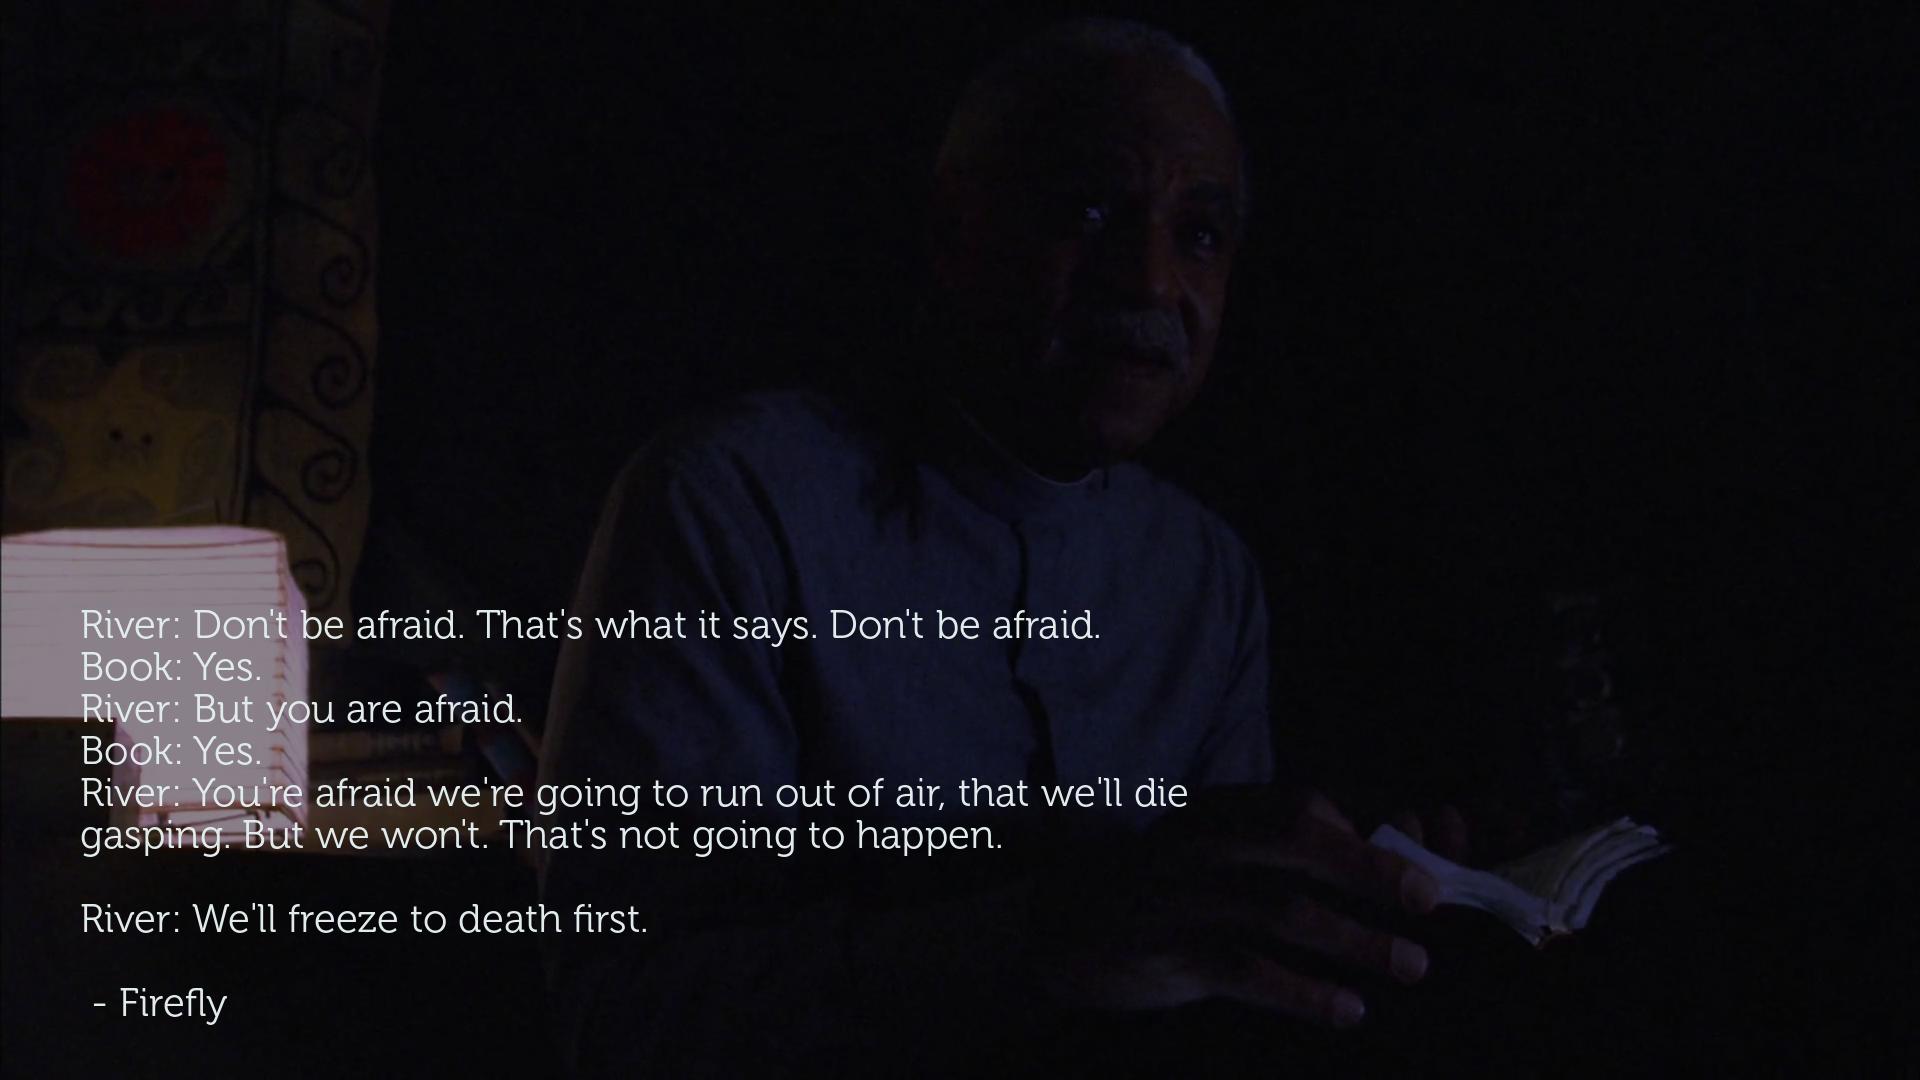 River: Don't be afraid. That's what it says. Don't be afraid.
Book: Yes.
River: But you are afraid.
Book: Yes.
River: You're afraid we're going to run out of air, that we'll die
gasping. But we won't. That's not going to happen.
River: We'll freeze to death first.
- Firefly